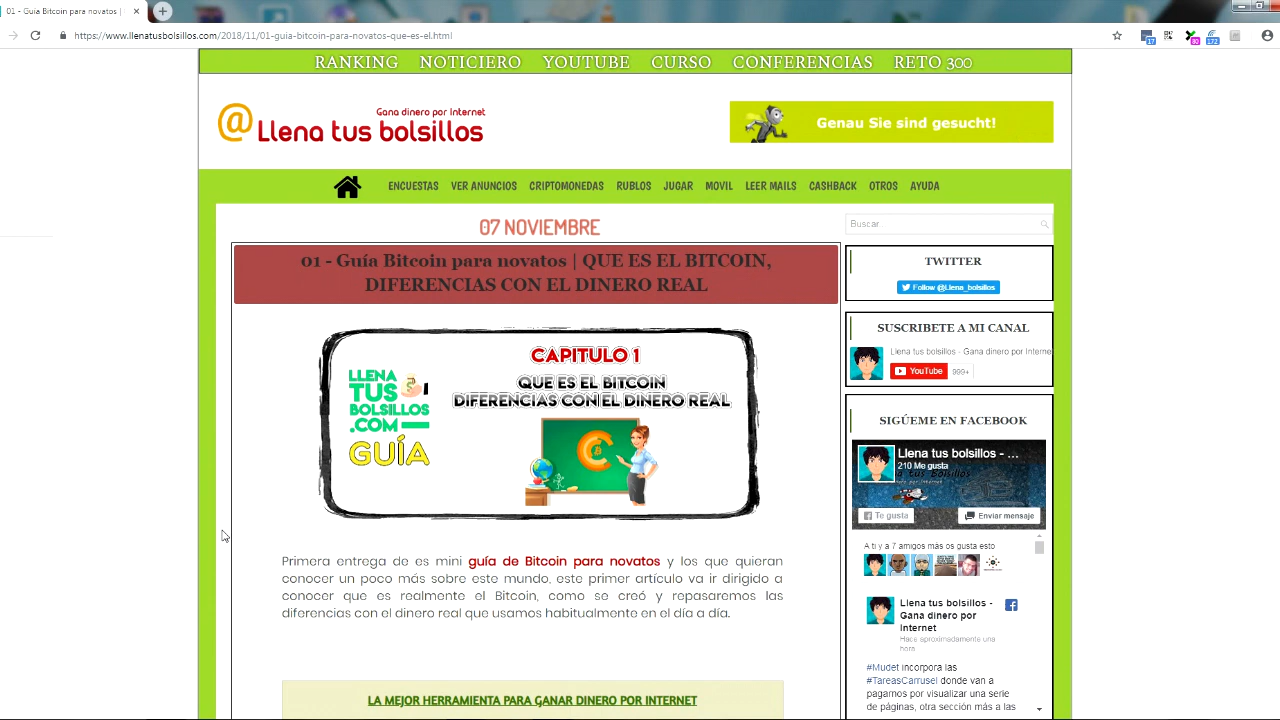 01 - Guía Bitcoin para novatos |
https://www.llenatusbolsillos.com/2018/11/01-guia-bitcoin-para-novatos-que-es-el.html
17
93
172
RANKING NOTICIERO YOUTUBE CURSO CONFERENCIAS RETO 300
Gana dinero por Internet
@Llena tus bolsillos
Genau Sie sind gesucht!
ENCUESTAS VER ANUNCIOS CRIPTOMONEDAS RUBLOS JUGAR MOVIL LEER MAILS CASHBACK OTROS AYUDA
07 NOVIEMBRE
01 - Guía Bitcoin para novatos | QUE ES EL BITCOIN,
DIFERENCIAS CON EL DINERO REAL
CAPITULO 1
QUE ES EL BITCOIN
DIFERENCIAS CON EL DINERO REAL
LLENA
TUS
BOLSILLOS
.COM
GUÍA
Primera entrega de es mini guía de Bitcoin para novatos y los que quieran
conocer un poco más sobre este mundo, este primer artículo va ir dirigido a
conocer que es realmente el Bitcoin, como se creó y repasaremos las
diferencias con el dinero real que usamos habitualmente en el día a día.
LA MEJOR HERRAMIENTA PARA GANAR DINERO POR INTERNET
Buscar...
TWITTER
Follow @Llena_bolsillos
SUSCRIBETE A MI CANAL
Llena tus bolsillos - Gana dinero por Interne
YouTube 999+
SIGÚEME EN FACEBOOK
Llena tus bolsillos - ...
210 Me gusta
Te gusta
Enviar mensaje
A ti y a 7 amigos más os gusta esto
Llena tus bolsillos -
Gana dinero por
Internet
Hace aproximadamente una
hora
#Mudet incorpora las
#TareasCarrusel donde van a
pagarnos por visualizar una serie
de páginas, otra sección más a las